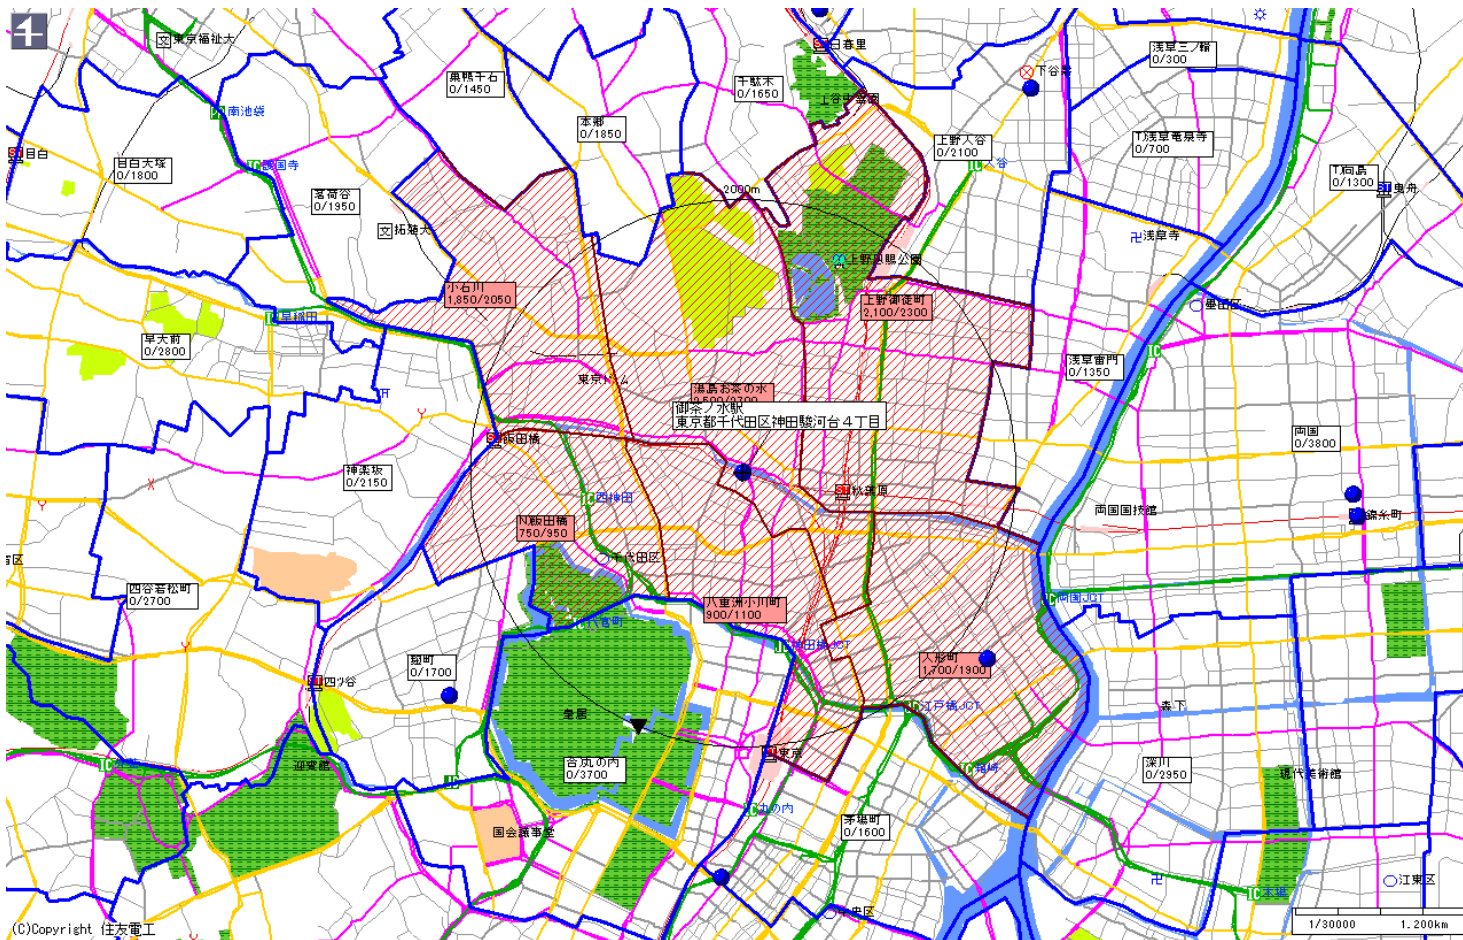 東京福祉大
日暮里
巣鴨千石
0/1450
千駄木
0/1650
浅草三ノ輪
0/300
下谷
南池袋
本郷
0/1850
上野入谷
0/2100
T)浅草竜泉寺
0/700
目白
目白大塚
0/1800
護国寺
入谷
T)向島
0/1300
曳舟
茗荷谷
0/1950
2000m
拓殖大
浅草寺
上野恩賜公園
小石川
1,850/2050
上野御徒町
2,100/2300
墨田区
早稲田
早大前
0/2800
浅草雷門
0/1350
IC
東京ドーム
湯島お茶の水
2,500/2700
御茶ノ水駅
東京都千代田区神田駿河台４丁目
飯田橋
両国
0/3800
神楽坂
0/2150
秋葉原
西神田
両国国技館
錦糸町
N)飯田橋
750/950
千代田区
四谷若松町
0/2700
八重洲小川町
900/1100
両国JCT
代官町
神田橋JCT
麹町
0/1700
人形町
1,700/1900
四ツ谷
皇居
江戸橋JCT
森下
東京
迎賓館
合)丸の内
0/3700
箱崎
深川
0/2950
現代美術館
丸の内
国会議事堂
茅場町
0/1600
木場
江東区
中央区
(C)Copyright 住友電工
1/30000
1.200km